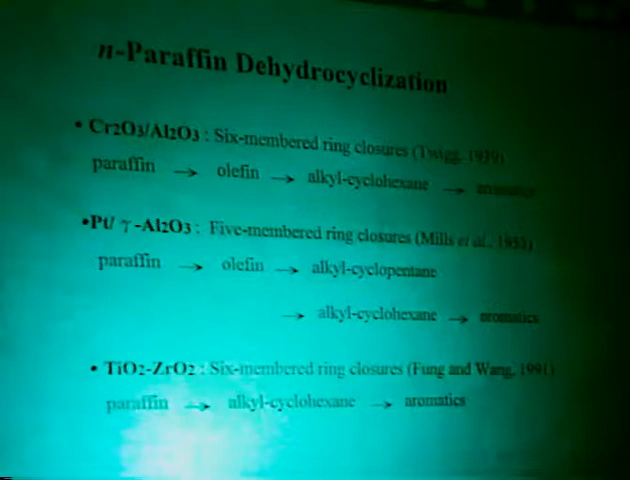 n-Paraffin Dehydrocyclization
• Cr2O3/Al2O3 : Six-membered ring closures (Twigg, 1939)
paraffin → olefin → alkyl-cyclohexane → aromatics
•Pt/ γ-Al2O3 : Five-membered ring closures (Mills et al., 1953)
paraffin → olefin → alkyl-cyclopentane
→ alkyl-cyclohexane → aromatics
• TiO2-ZrO2 : Six-membered ring closures (Fung and Wang, 1991)
paraffin → alkyl-cyclohexane → aromatics